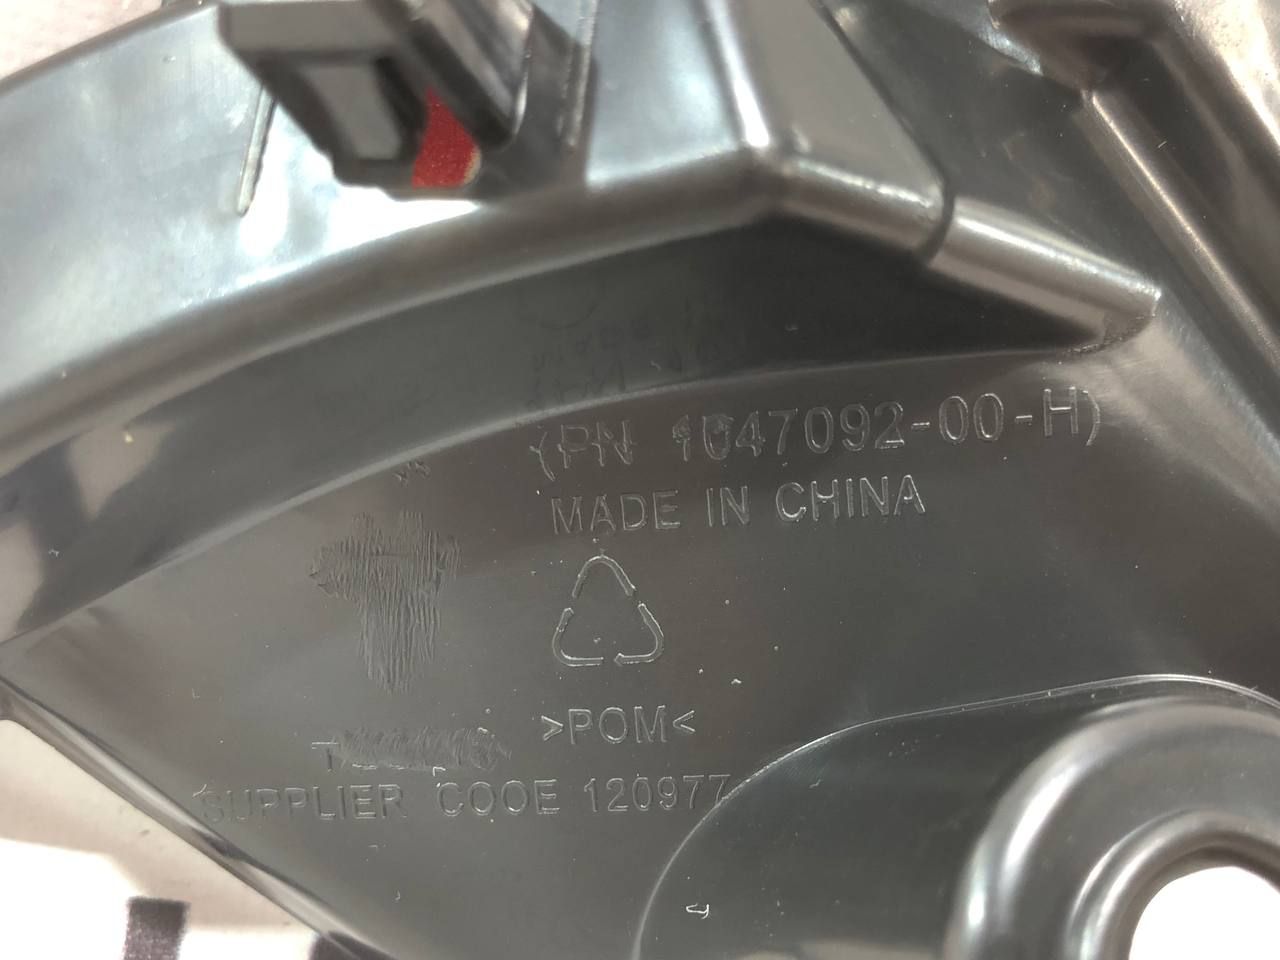 (PN 1047092-00-H)
MADE IN CHINA
>POM<
SUPPLIER COOE 120977